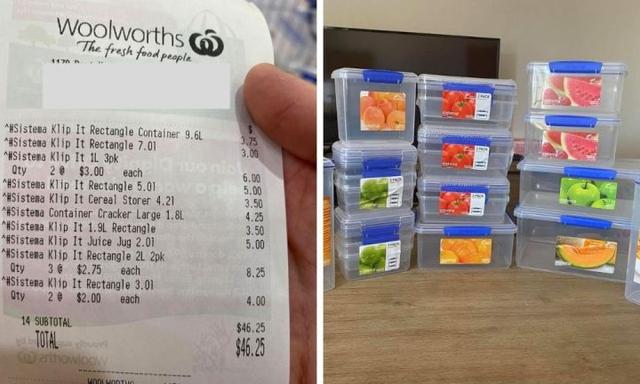 Woolworths
The fresh food people
$
^#Sistema Klip It Rectangle Container 9.6L 3.75
^#Sistema Klip It Rectangle 7.0l 3.00
^#Sistema Klip It 1L 3pk
Qty 2 @ $3.00 each 6.00
^#Sistema Klip It Rectangle 5.0l 5.00
^#Sistema Klip It Cereal Storer 4.2l 3.50
^#Sistema Container Cracker Large 1.8L 4.25
^#Sistema Klip It 1.9L Rectangle 3.50
^#Sistema Klip It Juice Jug 2.0l 5.00
^#Sistema Klip It Rectangle 2L 2pk
Qty 3 @ $2.75 each 8.25
^#Sistema Klip It Rectangle 3.0l
Qty 2 @ $2.00 each 4.00
14 SUBTOTAL $46.25
TOTAL $46.25